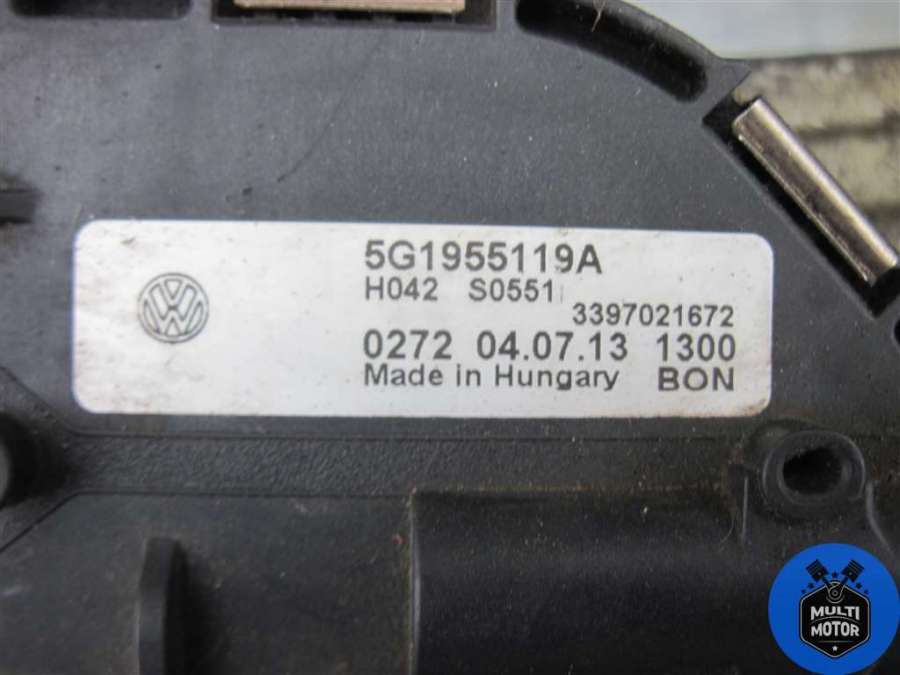 5G1955119A
H042 S0551
3397021672
0272 04.07.13 1300
Made in Hungary BON
MULTI
MOTOR